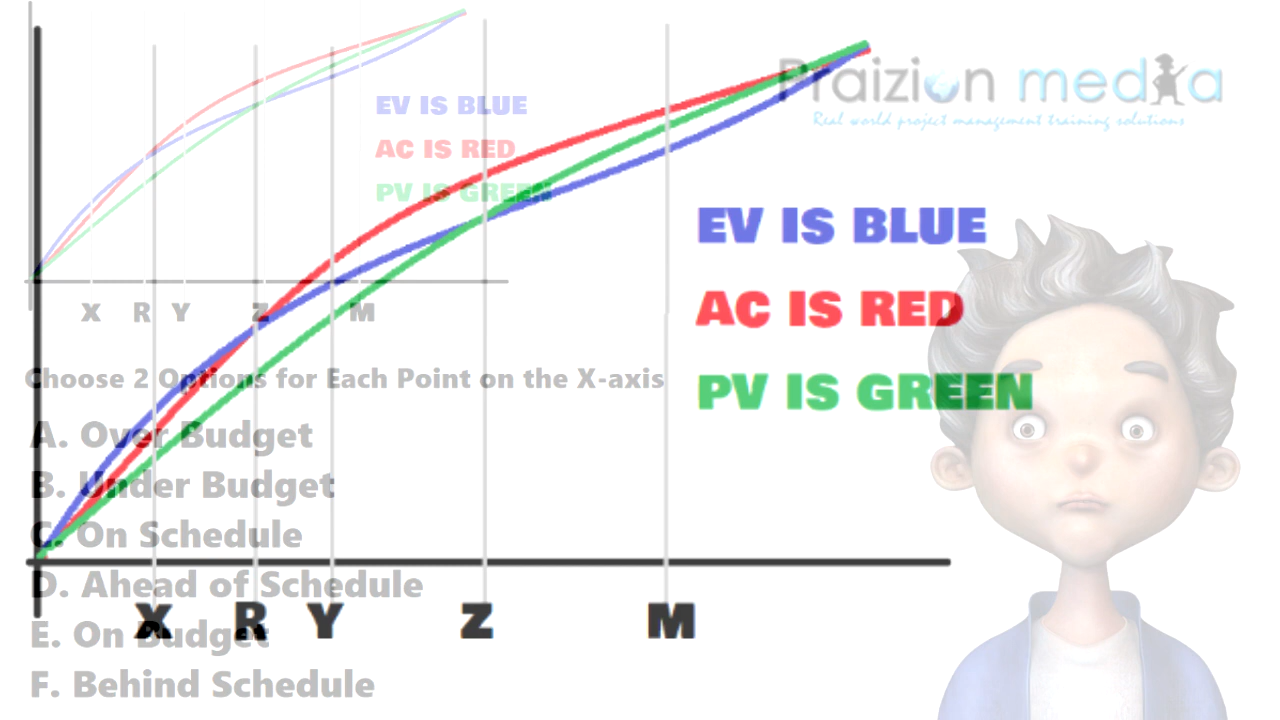 Praizion media
Real world project management training solutions
EV IS BLUE
AC IS RED
PV IS GREEN
EV IS BLUE
AC IS RED
PV IS GREEN
X R Y Z M
Choose 2 Options for Each Point on the X-axis
A. Over Budget
B. Under Budget
C. On Schedule
D. Ahead of Schedule
X R Y Z M
E. On Budget
F. Behind Schedule